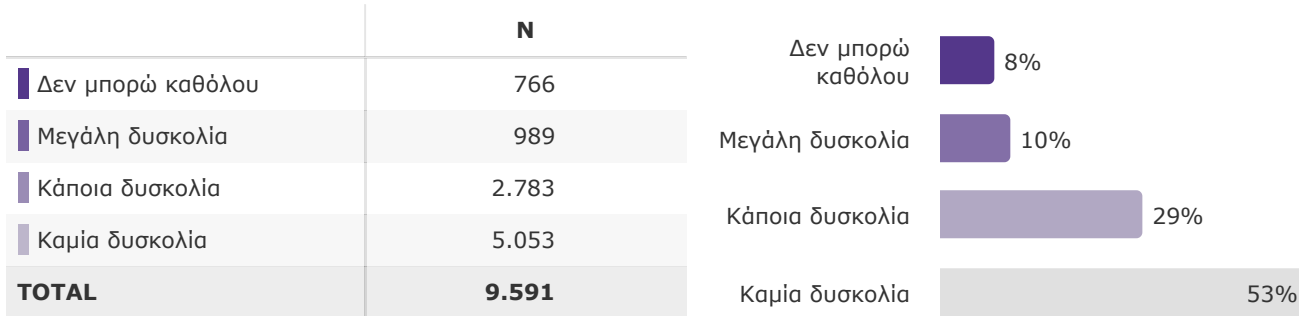 N
Δεν μπορώ καθόλου 766
Μεγάλη δυσκολία 989
Κάποια δυσκολία 2.783
Καμία δυσκολία 5.053
TOTAL 9.591
Δεν μπορώ
καθόλου
8%
Μεγάλη δυσκολία 10%
Κάποια δυσκολία 29%
Καμία δυσκολία 53%